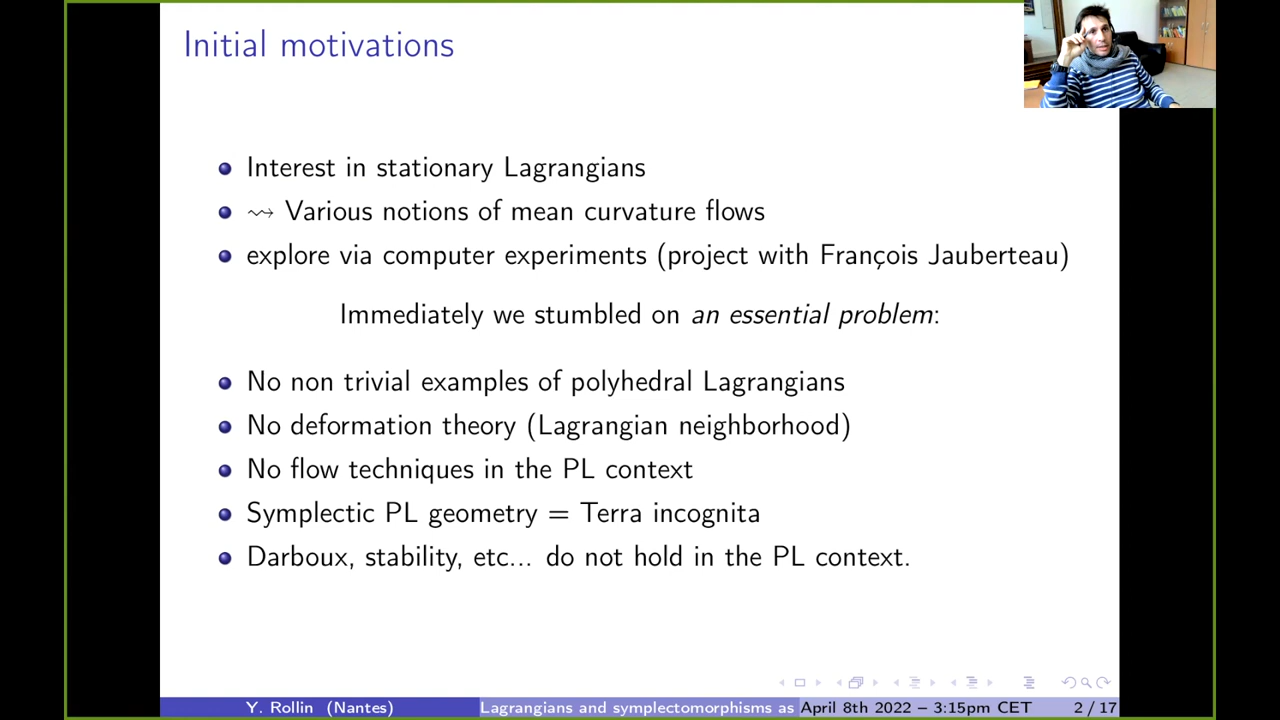 Initial motivations
Interest in stationary Lagrangians
⇝ Various notions of mean curvature flows
explore via computer experiments (project with François Jauberteau)
Immediately we stumbled on an essential problem:
No non trivial examples of polyhedral Lagrangians
No deformation theory (Lagrangian neighborhood)
No flow techniques in the PL context
Symplectic PL geometry = Terra incognita
Darboux, stability, etc... do not hold in the PL context.
Y. Rollin (Nantes) Lagrangians and symplectomorphisms as April 8th 2022 – 3:15pm CET 2 / 17